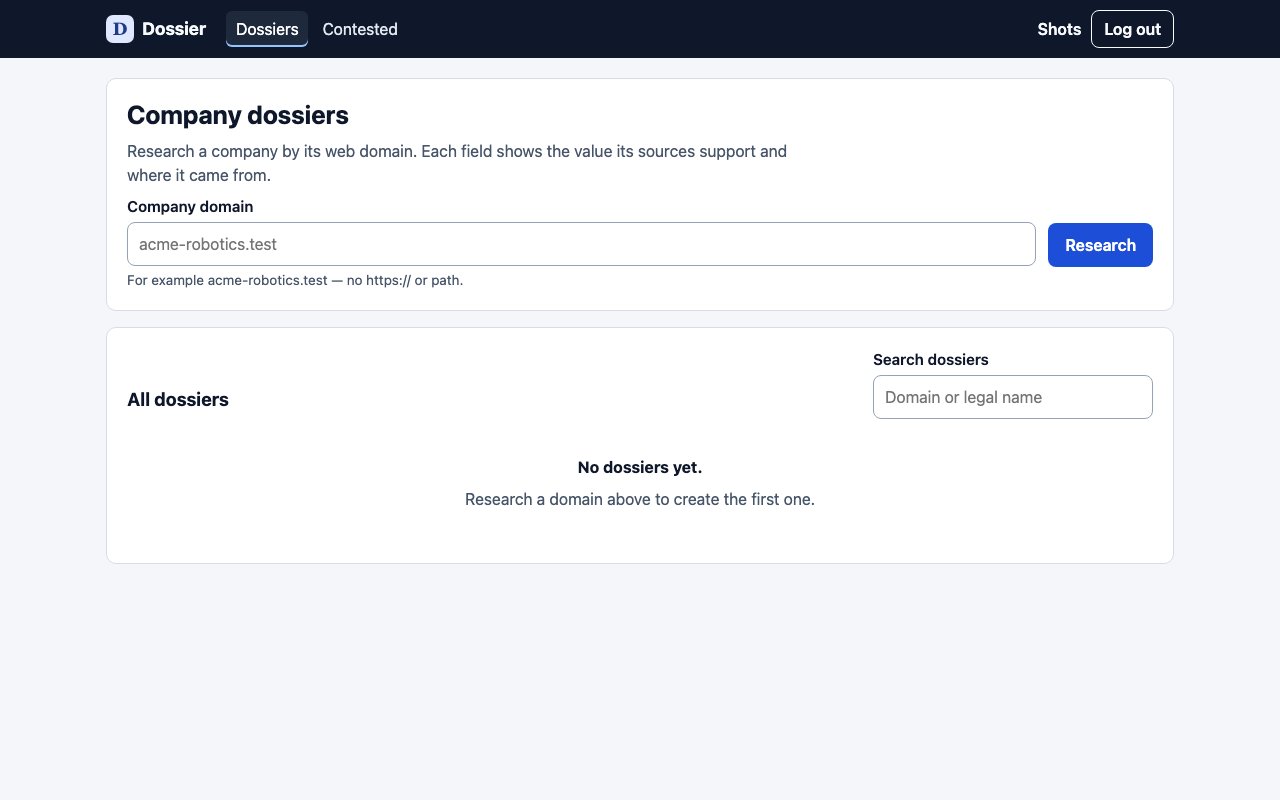 D Dossier Dossiers Contested Shots Log out
Company dossiers
Research a company by its web domain. Each field shows the value its sources support and
where it came from.
Company domain
acme-robotics.test
Research
For example acme-robotics.test — no https:// or path.
Search dossiers
All dossiers
Domain or legal name
No dossiers yet.
Research a domain above to create the first one.